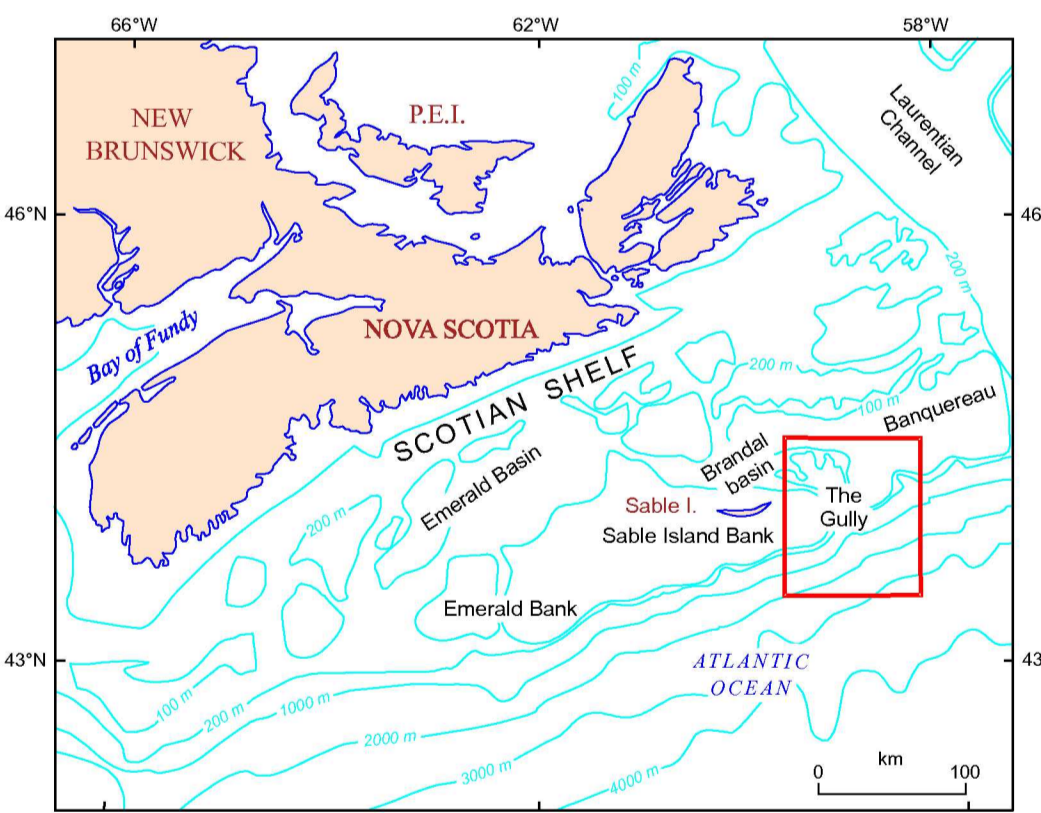 66°W
62°W
58°W
100 m
Laurentian
Channel
NEW
BRUNSWICK
P.E.I.
46°N
46
200 m
Bay of Fundy
NOVA SCOTIA
SCOTIAN SHELF
200 m
100 m
Banquereau
Brandal
basin
Emerald Basin
The
Gully
Sable I.
Sable Island Bank
200 m
Emerald Bank
43°N
43
ATLANTIC
OCEAN
100 m
200 m
1000 m
2000 m
3000 m
4000 m
km
0
100